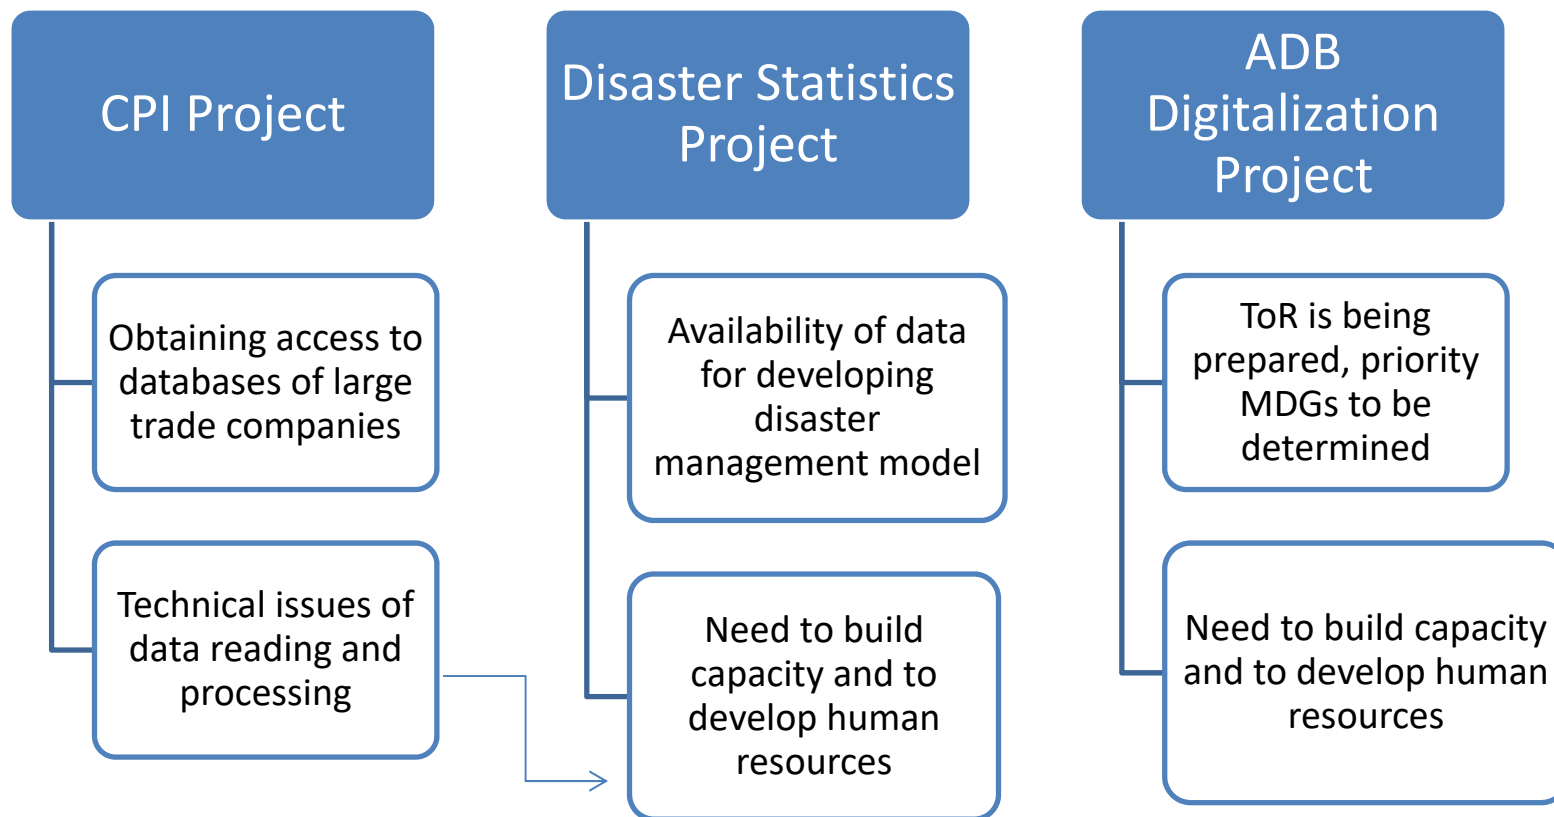 CPI Project
Obtaining access to
databases of large
trade companies
Technical issues of
data reading and
processing
Disaster Statistics
Project
Availability of data
for developing
disaster
management model
Need to build
capacity and to
develop human
resources
ADB
Digitalization
Project
ToR is being
prepared, priority
MDGs to be
determined
Need to build capacity
and to develop human
resources